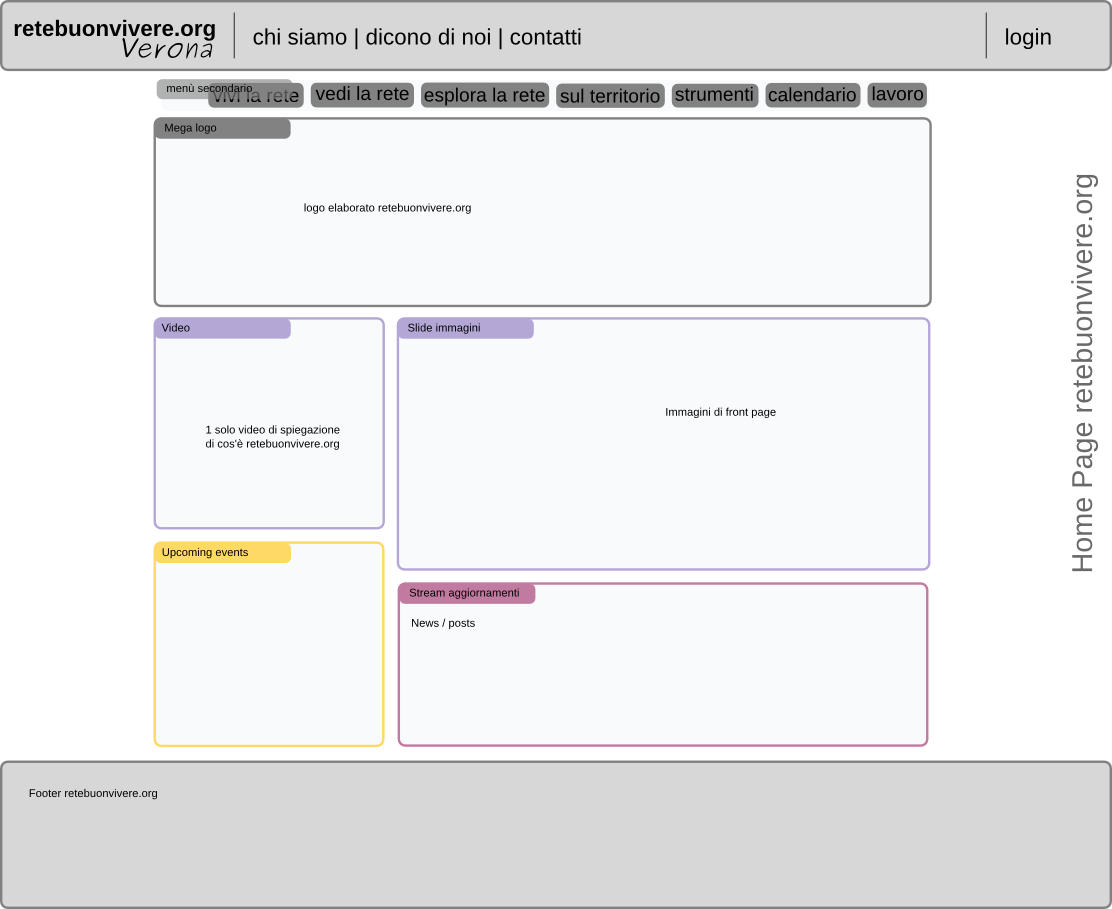 retebuonvivere.org
Verona
chi siamo | dicono di noi | contatti
login
menù secondario
vivi la rete
vedi la rete
esplora la rete
sul territorio
strumenti
calendario
lavoro
Mega logo
logo elaborato retebuonvivere.org
Home Page retebuonvivere.org
Video
1 solo video di spiegazione
di cos'è retebuonvivere.org
Slide immagini
Immagini di front page
Upcoming events
Stream aggiornamenti
News / posts
Footer retebuonvivere.org